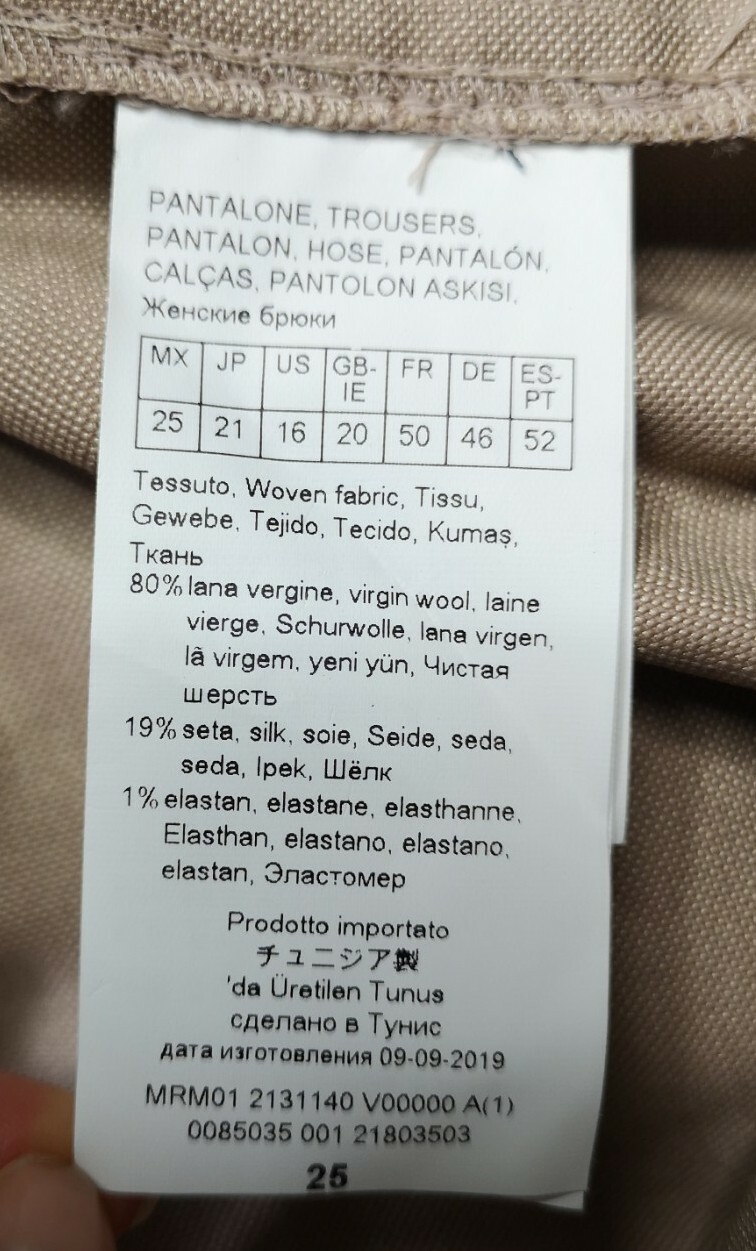 PANTALONE, TROUSERS,
PANTALON, HOSE, PANTALÓN,
CALÇAS, PANTOLON ASKISI,
Женские брюки
MX JP US GB-IE FR DE ES-PT
25 21 16 20 50 46 52
Tessuto, Woven fabric, Tissu,
Gewebe, Tejido, Tecido, Kumaş,
Ткань
80% lana vergine, virgin wool, laine
vierge, Schurwolle, lana virgen,
lã virgem, yeni yün, Чистая
шерсть
19% seta, silk, soie, Seide, seda,
seda, Ipek, Шёлк
1% elastan, elastane, elasthanne,
Elasthan, elastano, elastano,
elastan, Эластомер
Prodotto importato
チュニジア製
'da Üretilen Tunus
сделано в Тунис
дата изготовления 09-09-2019
MRM01 2131140 V00000 A(1)
0085035 001 21803503
25